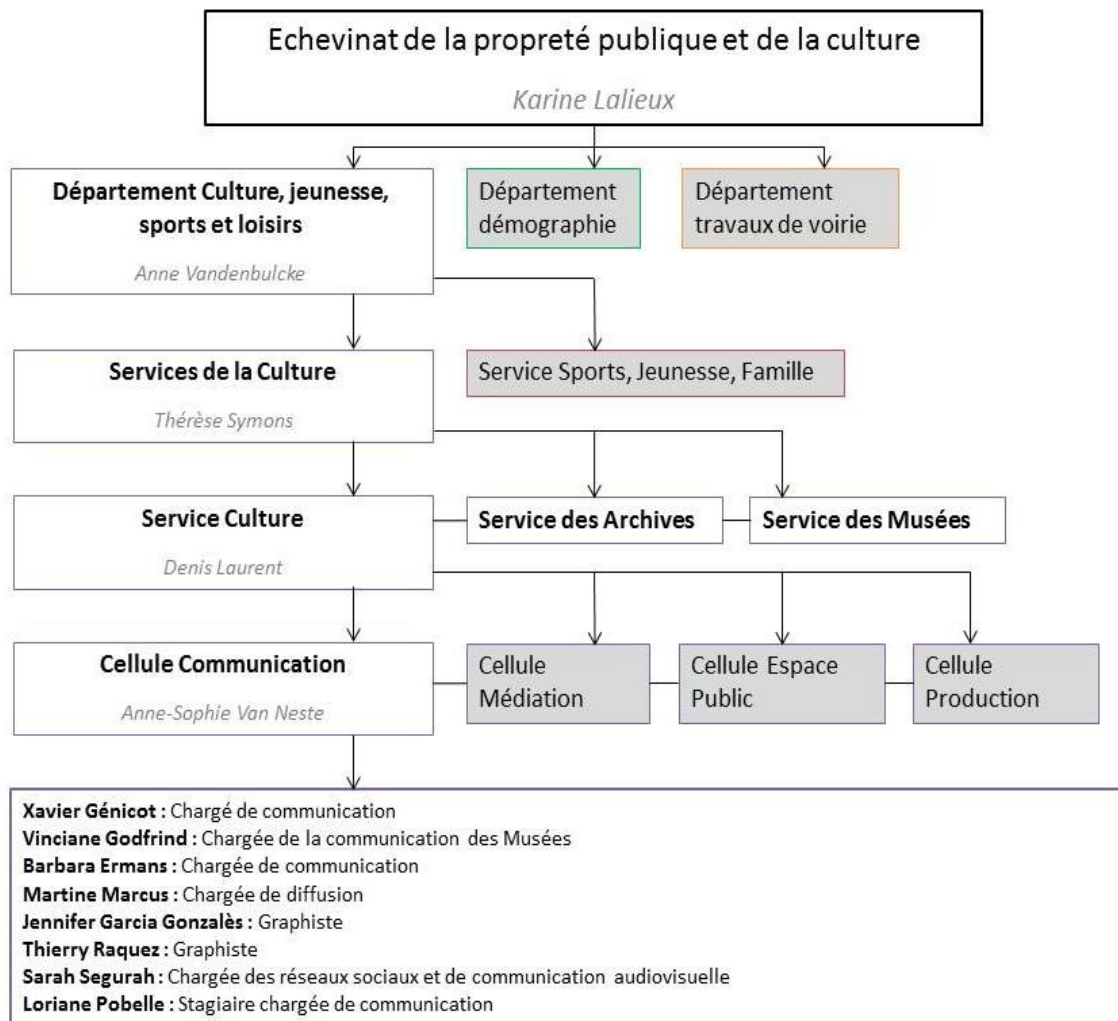 Echevinat de la propreté publique et de la culture
Karine Lalieux
Département Culture, jeunesse,
sports et loisirs
Anne Vandenbulcke
Département
démographie
Département
travaux de voirie
Services de la Culture
Thérèse Symons
Service Sports, Jeunesse, Famille
Service Culture
Denis Laurent
Service des Archives
Service des Musées
Cellule Communication
Anne-Sophie Van Neste
Cellule
Médiation
Cellule Espace
Public
Cellule
Production
Xavier Génicot : Chargé de communication
Vinciane Godfrind : Chargée de la communication des Musées
Barbara Ermans : Chargée de communication
Martine Marcus : Chargée de diffusion
Jennifer Garcia Gonzalès : Graphiste
Thierry Raquez : Graphiste
Sarah Segurah : Chargée des réseaux sociaux et de communication audiovisuelle
Loriane Pobelle : Stagiaire chargée de communication